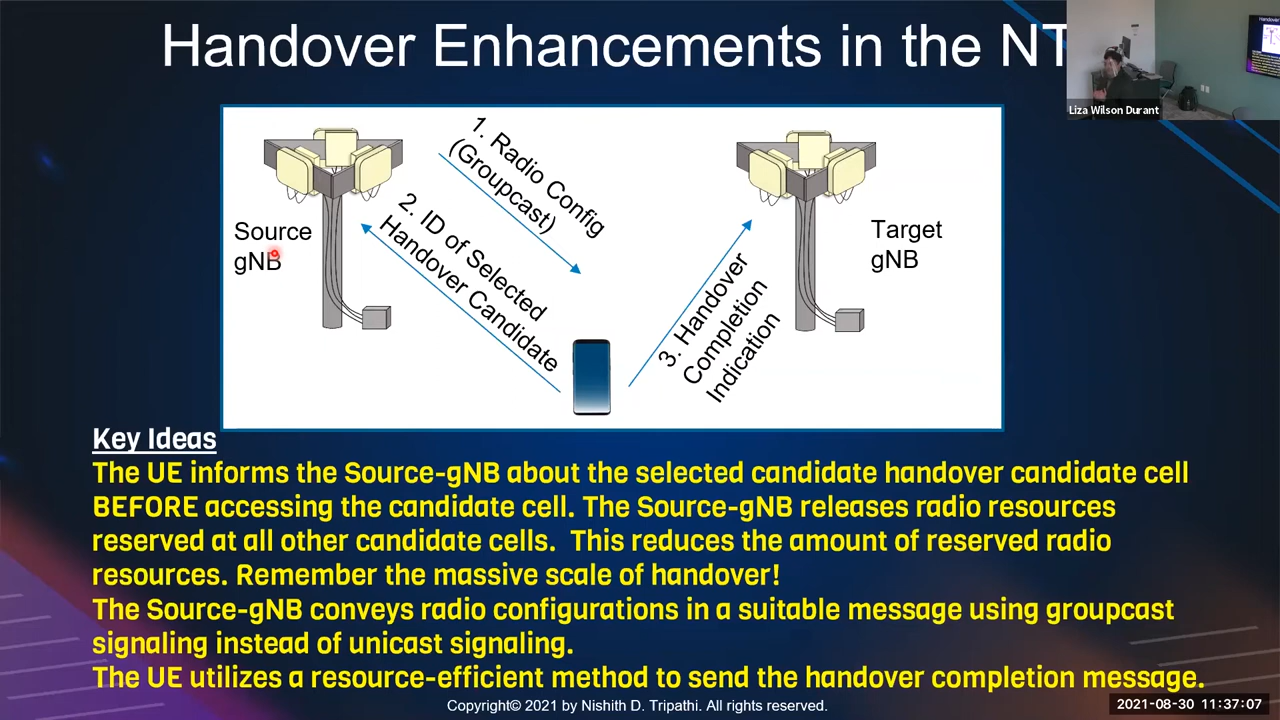 Handover Enhancements in the NT
Liza Wilson Durant
1. Radio Config
(Groupcast)
2. ID of Selected
Handover Candidate
Source
gNB
Target
gNB
3. Handover
Completion
Indication
Key Ideas
The UE informs the Source-gNB about the selected candidate handover candidate cell
BEFORE accessing the candidate cell. The Source-gNB releases radio resources
reserved at all other candidate cells.  This reduces the amount of reserved radio
resources. Remember the massive scale of handover!
The Source-gNB conveys radio configurations in a suitable message using groupcast
signaling instead of unicast signaling.
The UE utilizes a resource-efficient method to send the handover completion message.
Copyright© 2021 by Nishith D. Tripathi. All rights reserved.
2021-08-30 11:37:07